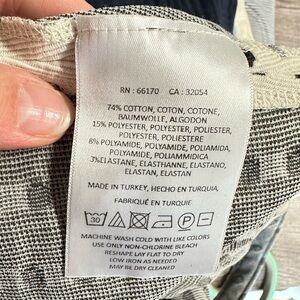 RN : 66170 CA : 32054
74% COTTON, COTON, COTONE,
BAUMWOLLE, ALGODON
15% POLYESTER, POLYESTER, POLIESTER,
POLYESTER, POLIESTERE
8% POLYAMIDE, POLYAMID, POLIAMIDA,
POLYAMIDE, POLIAMMIDICA
3%ELASTANE, ELASTHANNE, ELASTANO,
ELASTAN, ELASTAN
MADE IN TURKEY, HECHO EN TURQUIA,
FABRIQUÉ EN TURQUIE
30 P
MACHINE WASH COLD WITH LIKE COLORS
USE ONLY NON-CHLORINE BLEACH
RESHAPE LAY FLAT TO DRY
LOW IRON AS NEEDED
MAY BE DRY CLEANED